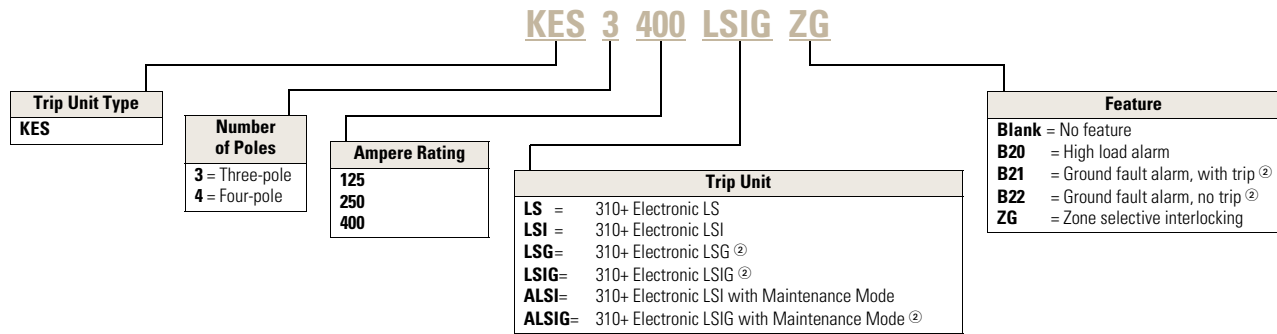 KES 3 400 LSIG ZG
Trip Unit Type
KES
Number
of Poles
3 = Three-pole
4 = Four-pole
Ampere Rating
125
250
400
Trip Unit
LS = 310+ Electronic LS
LSI = 310+ Electronic LSI
LSG= 310+ Electronic LSG ②
LSIG= 310+ Electronic LSIG ②
ALSI= 310+ Electronic LSI with Maintenance Mode
ALSIG= 310+ Electronic LSIG with Maintenance Mode ②
Feature
Blank = No feature
B20 = High load alarm
B21 = Ground fault alarm, with trip ②
B22 = Ground fault alarm, no trip ②
ZG = Zone selective interlocking